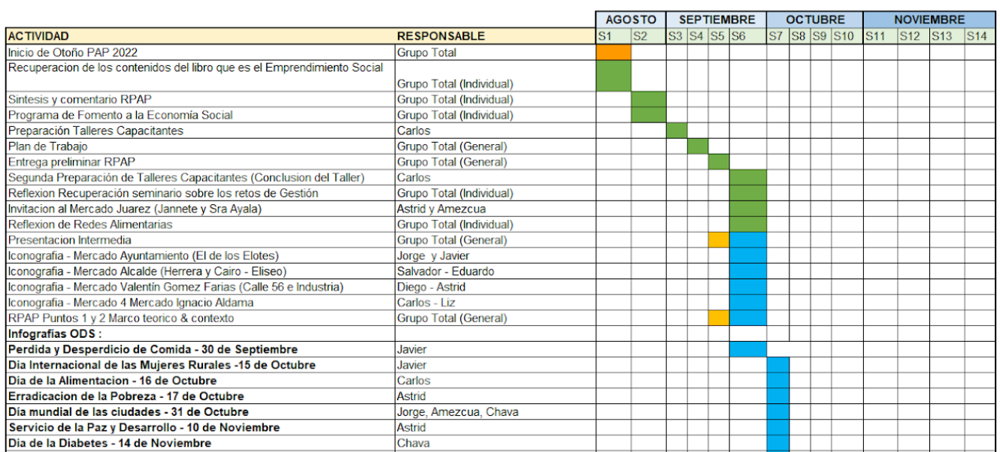 AGOSTO SEPTIEMBRE OCTUBRE NOVIEMBRE
ACTIVIDAD RESPONSABLE S1 S2 S3 S4 S5 S6 S7 S8 S9 S10 S11 S12 S13 S14
Inicio de Otoño PAP 2022 Grupo Total
Recuperacion de los contenidos del libro que es el Emprendimiento Social
Grupo Total (Individual)
Sintesis y comentario RPAP Grupo Total (Individual)
Programa de Fomento a la Economía Social Grupo Total (Individual)
Preparación Talleres Capacitantes Carlos
Plan de Trabajo Grupo Total (General)
Entrega preliminar RPAP Grupo Total (General)
Segunda Preparación de Talleres Capacitantes (Conclusion del Taller) Carlos
Reflexion Recuperación seminario sobre los retos de Gestión Grupo Total (Individual)
Invitacion al Mercado Juarez (Jannete y Sra Ayala) Astrid y Amezcua
Reflexion de Redes Alimentarias Grupo Total (Individual)
Presentacion Intermedia Grupo Total (General)
Iconografia - Mercado Ayuntamiento (El de los Elotes) Jorge y Javier
Iconografia - Mercado Alcalde (Herrera y Cairo - Eliseo) Salvador - Eduardo
Iconografia - Mercado Valentín Gomez Farias (Calle 56 e Industria) Diego - Astrid
Iconografia - Mercado 4 Mercado Ignacio Aldama Carlos - Liz
RPAP Puntos 1 y 2 Marco teorico & contexto Grupo Total (General)
Infografías ODS :
Perdida y Desperdicio de Comida - 30 de Septiembre Javier
Dia Internacional de las Mujeres Rurales -15 de Octubre Javier
Dia de la Alimentacion - 16 de Octubre Carlos
Erradicacion de la Pobreza - 17 de Octubre Astrid
Día mundial de las ciudades - 31 de Octubre Jorge, Amezcua, Chava
Servicio de la Paz y Desarrollo - 10 de Noviembre Astrid
Dia de la Diabetes - 14 de Noviembre Chava